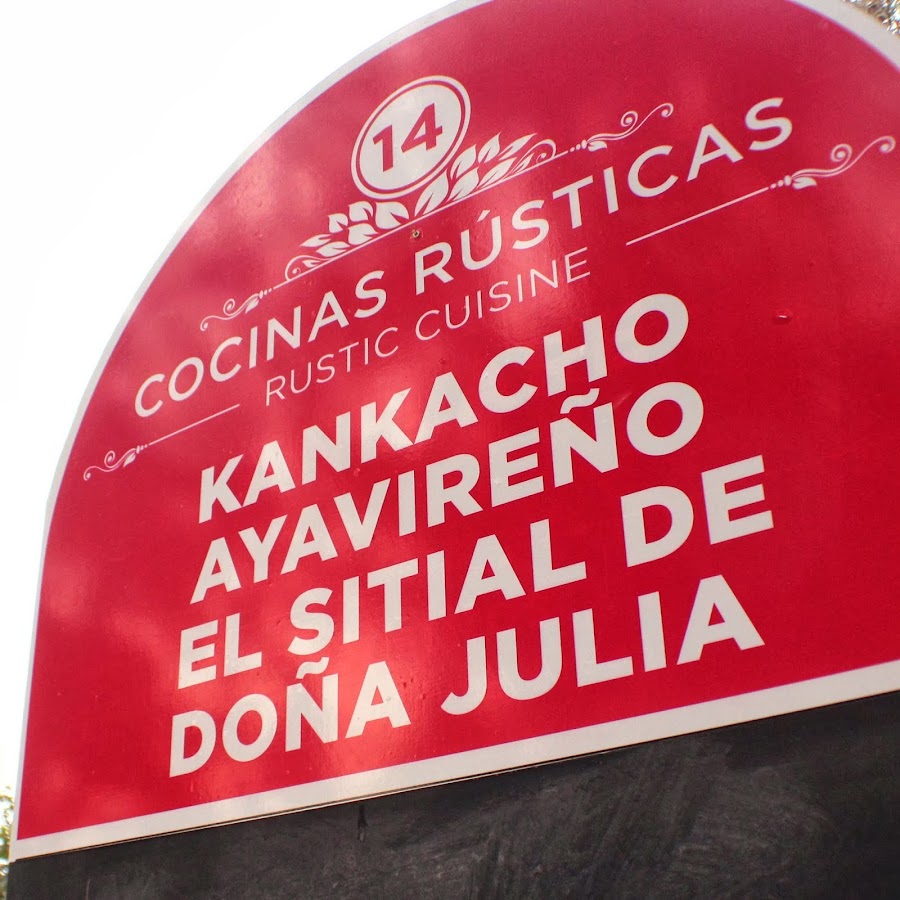 14
COCINAS RÚSTICAS
RUSTIC CUISINE
KANKACHO
AYAVIREÑO
EL SITIAL DE
DOÑA JULIA